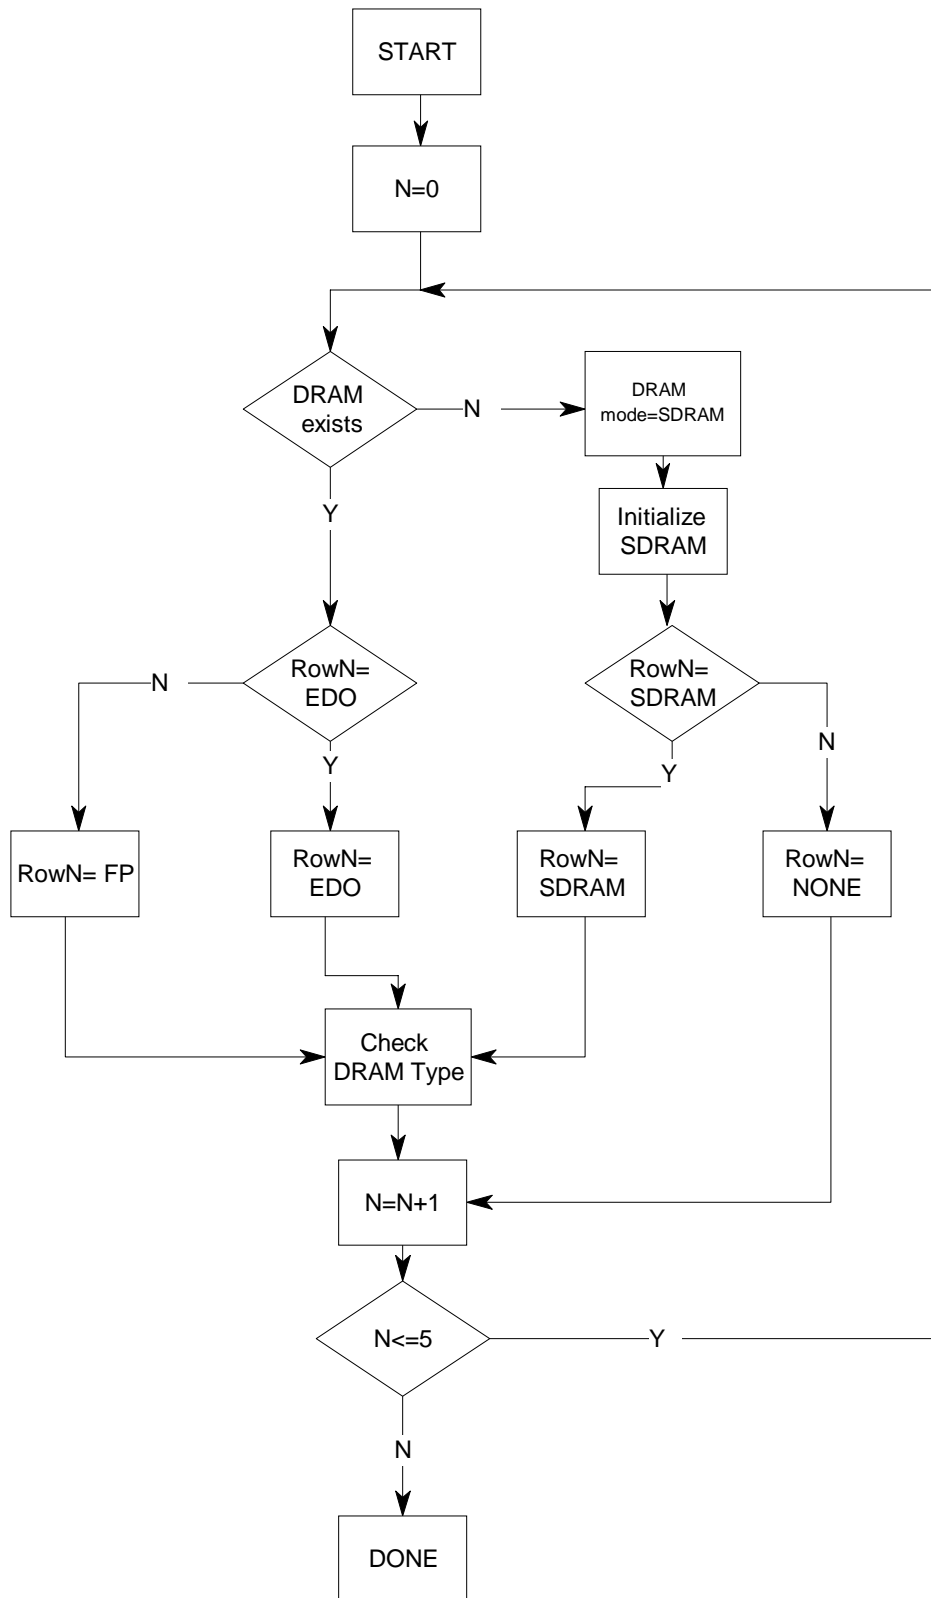 START
N=0
DRAM
exists
N
DRAM
mode=SDRAM
Y
Initialize
SDRAM
N
RowN=
EDO
RowN=
SDRAM
N
Y
Y
RowN= FP
RowN=
EDO
RowN=
SDRAM
RowN=
NONE
Check
DRAM Type
N=N+1
N<=5
Y
N
DONE